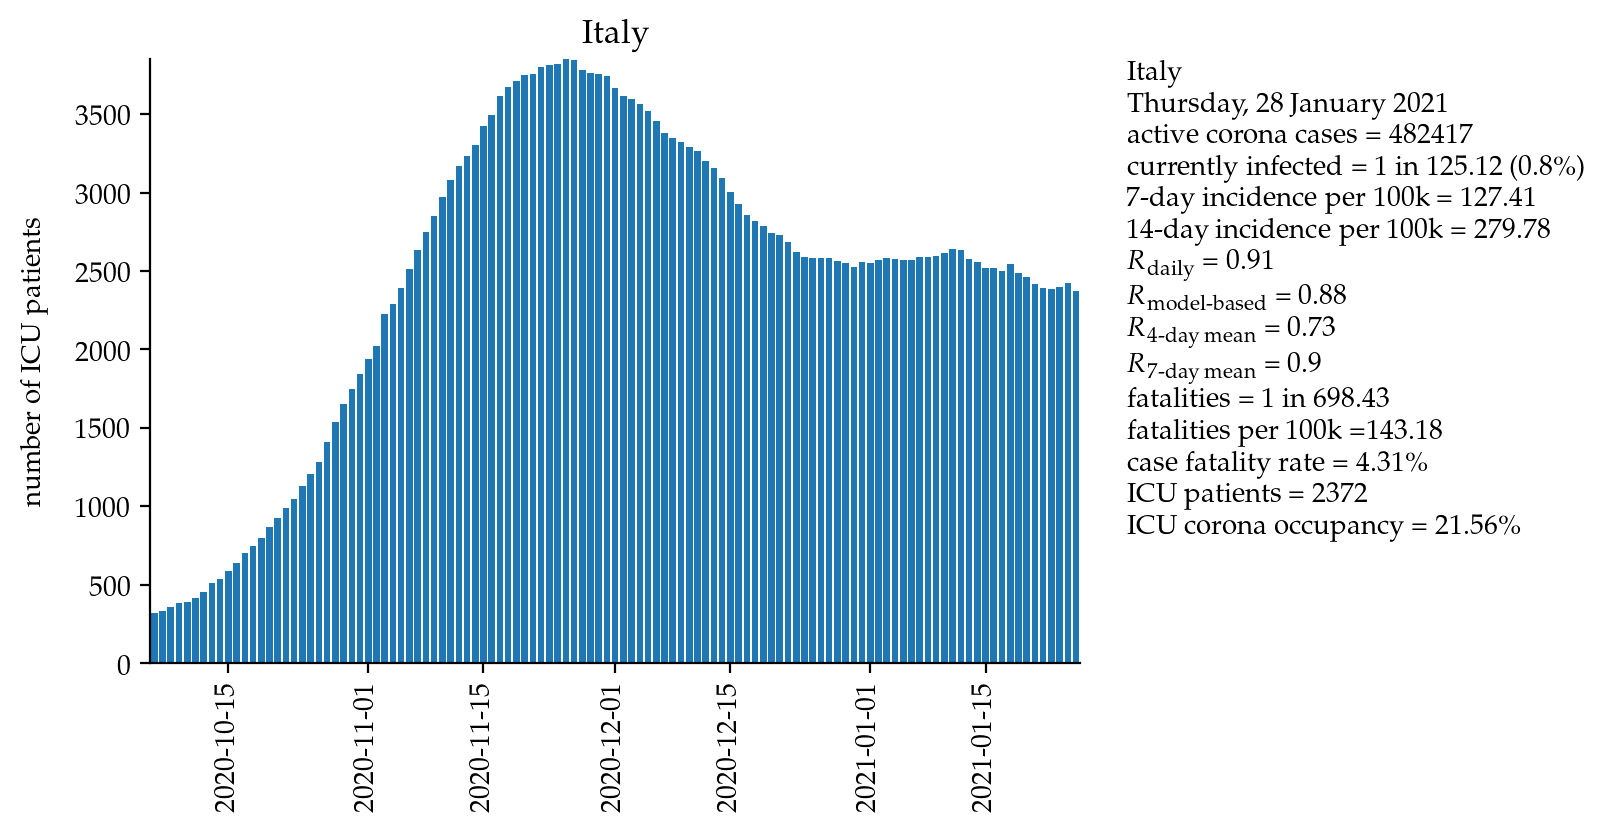 Italy
number of ICU patients
3500
3000
2500
2000
1500
1000
500
0
2020-10-15
2020-11-01
2020-11-15
2020-12-01
2020-12-15
2021-01-01
2021-01-15
Italy
Thursday, 28 January 2021
active corona cases = 482417
currently infected = 1 in 125.12 (0.8%)
7-day incidence per 100k = 127.41
14-day incidence per 100k = 279.78
R daily = 0.91
R model-based = 0.88
R 4-day mean = 0.73
R 7-day mean = 0.9
fatalities = 1 in 698.43
fatalities per 100k =143.18
case fatality rate = 4.31%
ICU patients = 2372
ICU corona occupancy = 21.56%